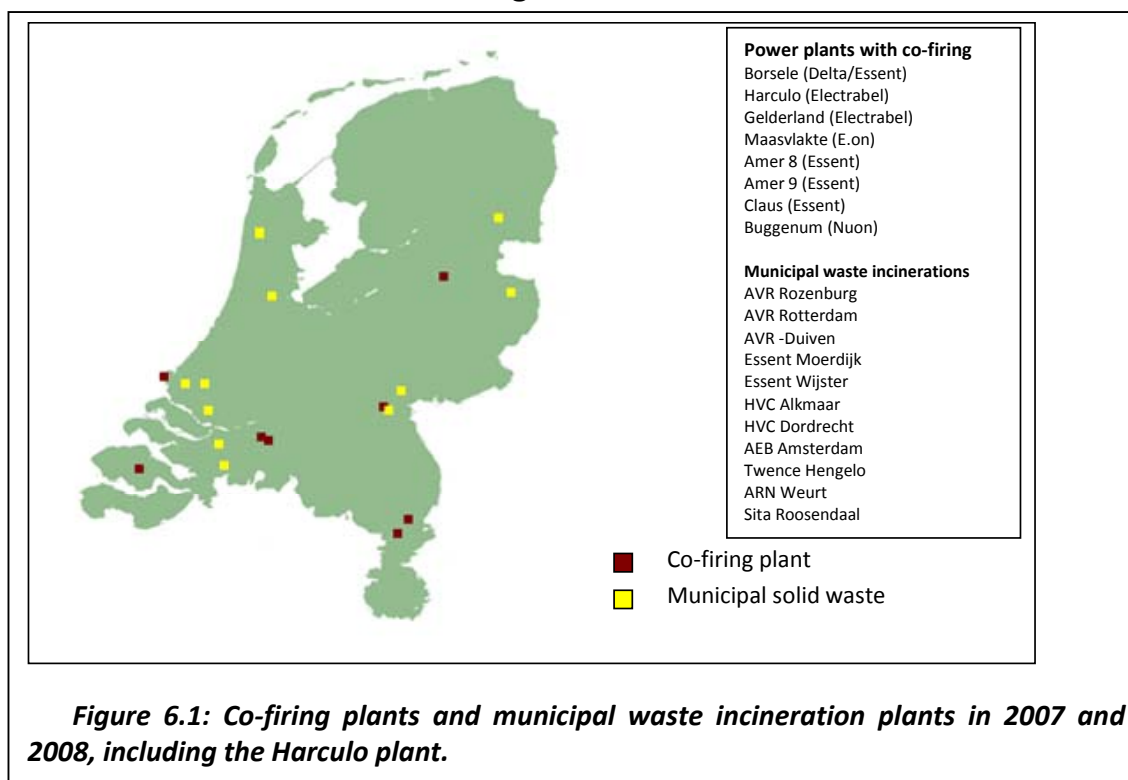 Power plants with co-firing
Borsele (Delta/Essent)
Harculo (Electrabel)
Gelderland (Electrabel)
Maasvlakte (E.on)
Amer 8 (Essent)
Amer 9 (Essent)
Claus (Essent)
Buggenum (Nuon)
Municipal waste incinerations
AVR Rozenburg
AVR Rotterdam
AVR -Duiven
Essent Moerdijk
Essent Wijster
HVC Alkmaar
HVC Dordrecht
AEB Amsterdam
Twence Hengelo
ARN Weurt
Sita Roosendaal
Co-firing plant
Municipal solid waste
Figure 6.1: Co-firing plants and municipal waste incineration plants in 2007 and
2008, including the Harculo plant.